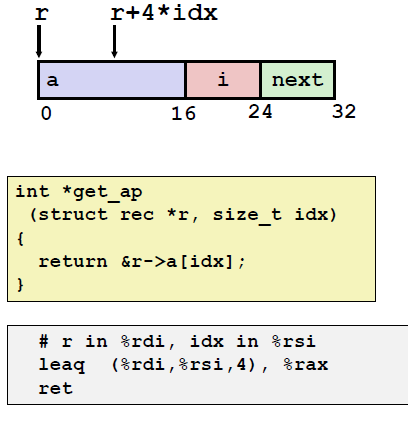 r r+4*idx
a i next
0 16 24 32
int *get_ap
(struct rec *r, size_t idx)
{
return &r->a[idx];
}
# r in %rdi, idx in %rsi
leaq (%rdi,%rsi,4), %rax
ret